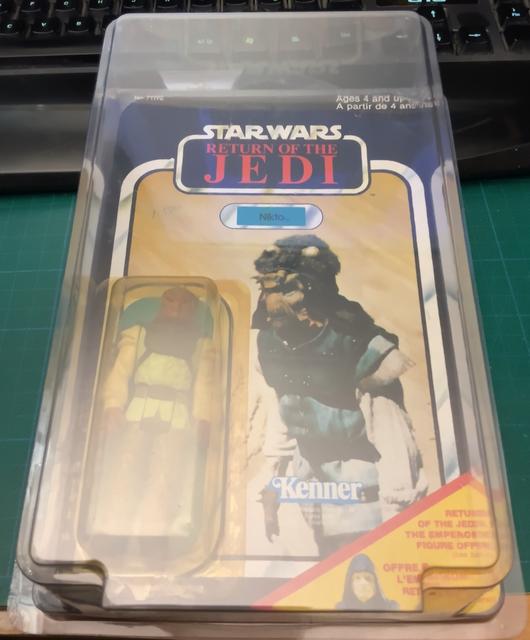 Ages 4 and up
A partir de 4 ans
STAR WARS
RETURN OF THE
JEDI
Nikto
Kenner
RETURN
OF THE JEDI
THE EMPEROR
FIGURE OFFER
OFFRE
L'EM
RET